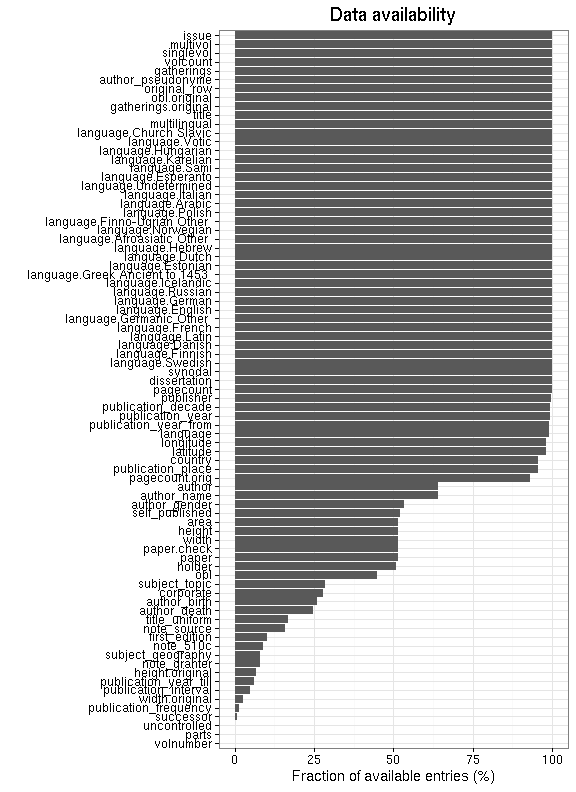 Data availability
issue
multivol
singlevol
volcount
gatherings
author_pseudonyme
original_row
obl.original
gatherings.original
title
multilingual
language.Church Slavic
language.Votic
language.Hungarian
language.Karelian
language.Sami
language.Esperanto
language.Undetermined
language.Italian
language.Arabic
language.Polish
language.Finno-Ugrian Other
language.Norwegian
language.Afroasiatic Other
language.Hebrew
language.Dutch
language.Estonian
language.Greek Ancient to 1453
language.Icelandic
language.Russian
language.German
language.English
language.Germanic Other
language.French
language.Latin
language.Danish
language.Finnish
language.Swedish
synodal
dissertation
pagecount
publisher
publication_decade
publication_year
publication_year_from
language
longitude
latitude
country
publication_place
pagecount.orig
author
author_name
author_gender
self_published
area
height
width
paper.check
paper
holder
obl
subject_topic
corporate
author_birth
author_death
title_uniform
note_source
first_edition
note_510c
subject_geography
note_granter
height.original
publication_year_till
publication_interval
width.original
publication_frequency
successor
uncontrolled
parts
volnumber
0 25 50 75 100
Fraction of available entries (%)